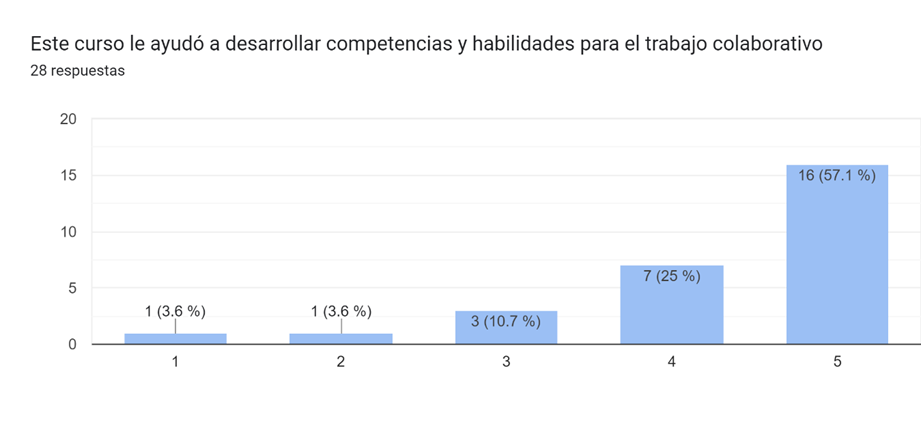 Este curso le ayudó a desarrollar competencias y habilidades para el trabajo colaborativo
28 respuestas
20
15
10
5
0
1 (3.6 %)
1 (3.6 %)
3 (10.7 %)
7 (25 %)
16 (57.1 %)
1
2
3
4
5